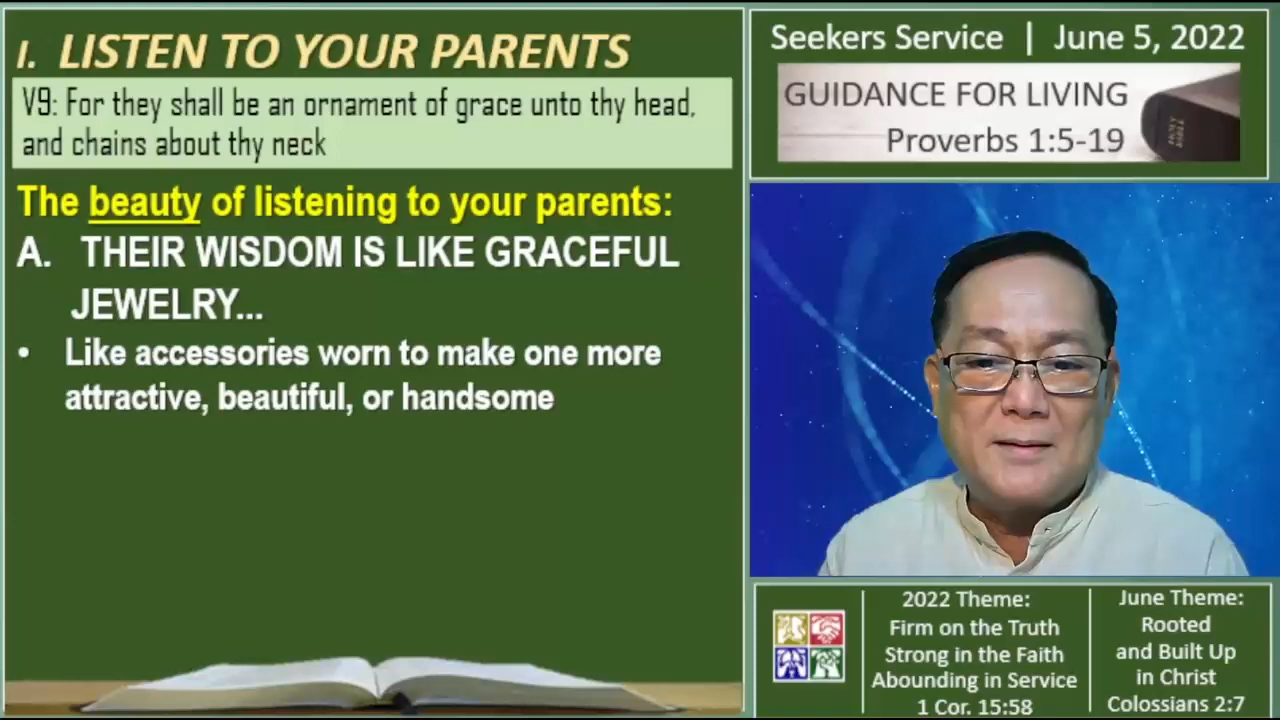 I. LISTEN TO YOUR PARENTS
V9: For they shall be an ornament of grace unto thy head,
and chains about thy neck
The beauty of listening to your parents:
A. THEIR WISDOM IS LIKE GRACEFUL
JEWELRY...
• Like accessories worn to make one more
attractive, beautiful, or handsome
Seekers Service | June 5, 2022
GUIDANCE FOR LIVING
Proverbs 1:5-19
2022 Theme:
Firm on the Truth
Strong in the Faith
Abounding in Service
1 Cor. 15:58
June Theme:
Rooted
and Built Up
in Christ
Colossians 2:7